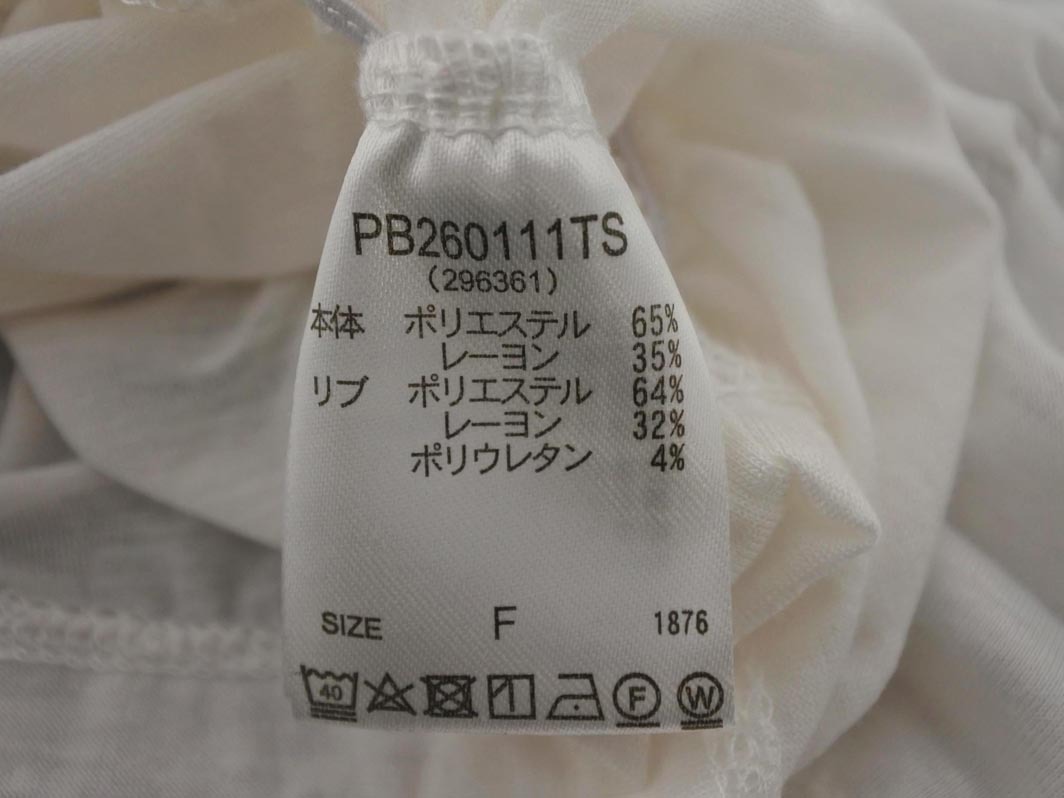 PB260111TS
(296361)
本体 ポリエステル 65%
レーヨン 35%
リブ ポリエステル 64%
レーヨン 32%
ポリウレタン 4%
SIZE F 1876
40 F W